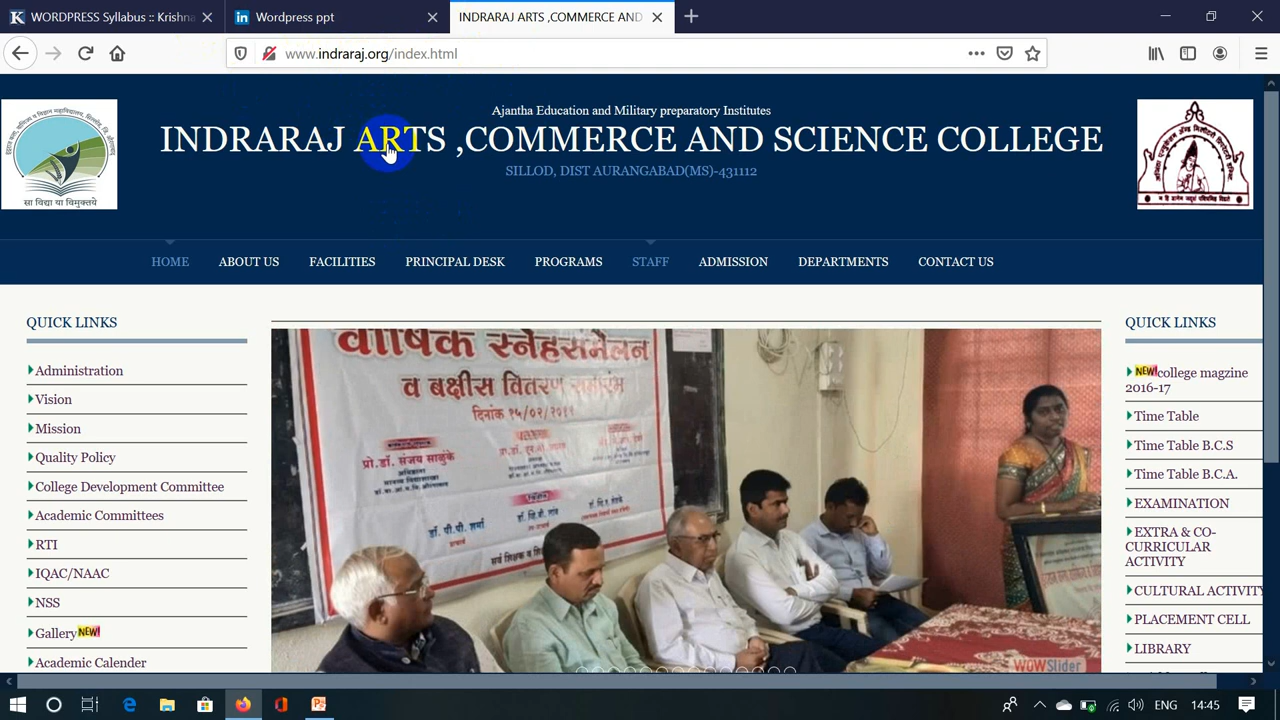 WORDPRESS Syllabus :: Krishna
Wordpress ppt
INDRARAJ ARTS ,COMMERCE AND
www.indraraj.org/index.html
Ajantha Education and Military preparatory Institutes
INDRARAJ ARTS ,COMMERCE AND SCIENCE COLLEGE
SILLOD, DIST AURANGABAD(MS)-431112
सा विद्या या विमुक्तये
HOME ABOUT US FACILITIES PRINCIPAL DESK PROGRAMS STAFF ADMISSION DEPARTMENTS CONTACT US
QUICK LINKS
Administration
Vision
Mission
Quality Policy
College Development Committee
Academic Committees
RTI
IQAC/NAAC
NSS
Gallery NEW!
Academic Calender
वार्षिक स्नेहसंमेलन
व बक्षीस वितरण समारंभ
प्रो.डॉ. संजय साळुंके
डॉ. पी.पी. शर्मा
WOWSlider
QUICK LINKS
NEW! college magzine
2016-17
Time Table
Time Table B.C.S
Time Table B.C.A.
EXAMINATION
EXTRA & CO-
CURRICULAR
ACTIVITY
CULTURAL ACTIVITY
PLACEMENT CELL
LIBRARY
ENG 14:45